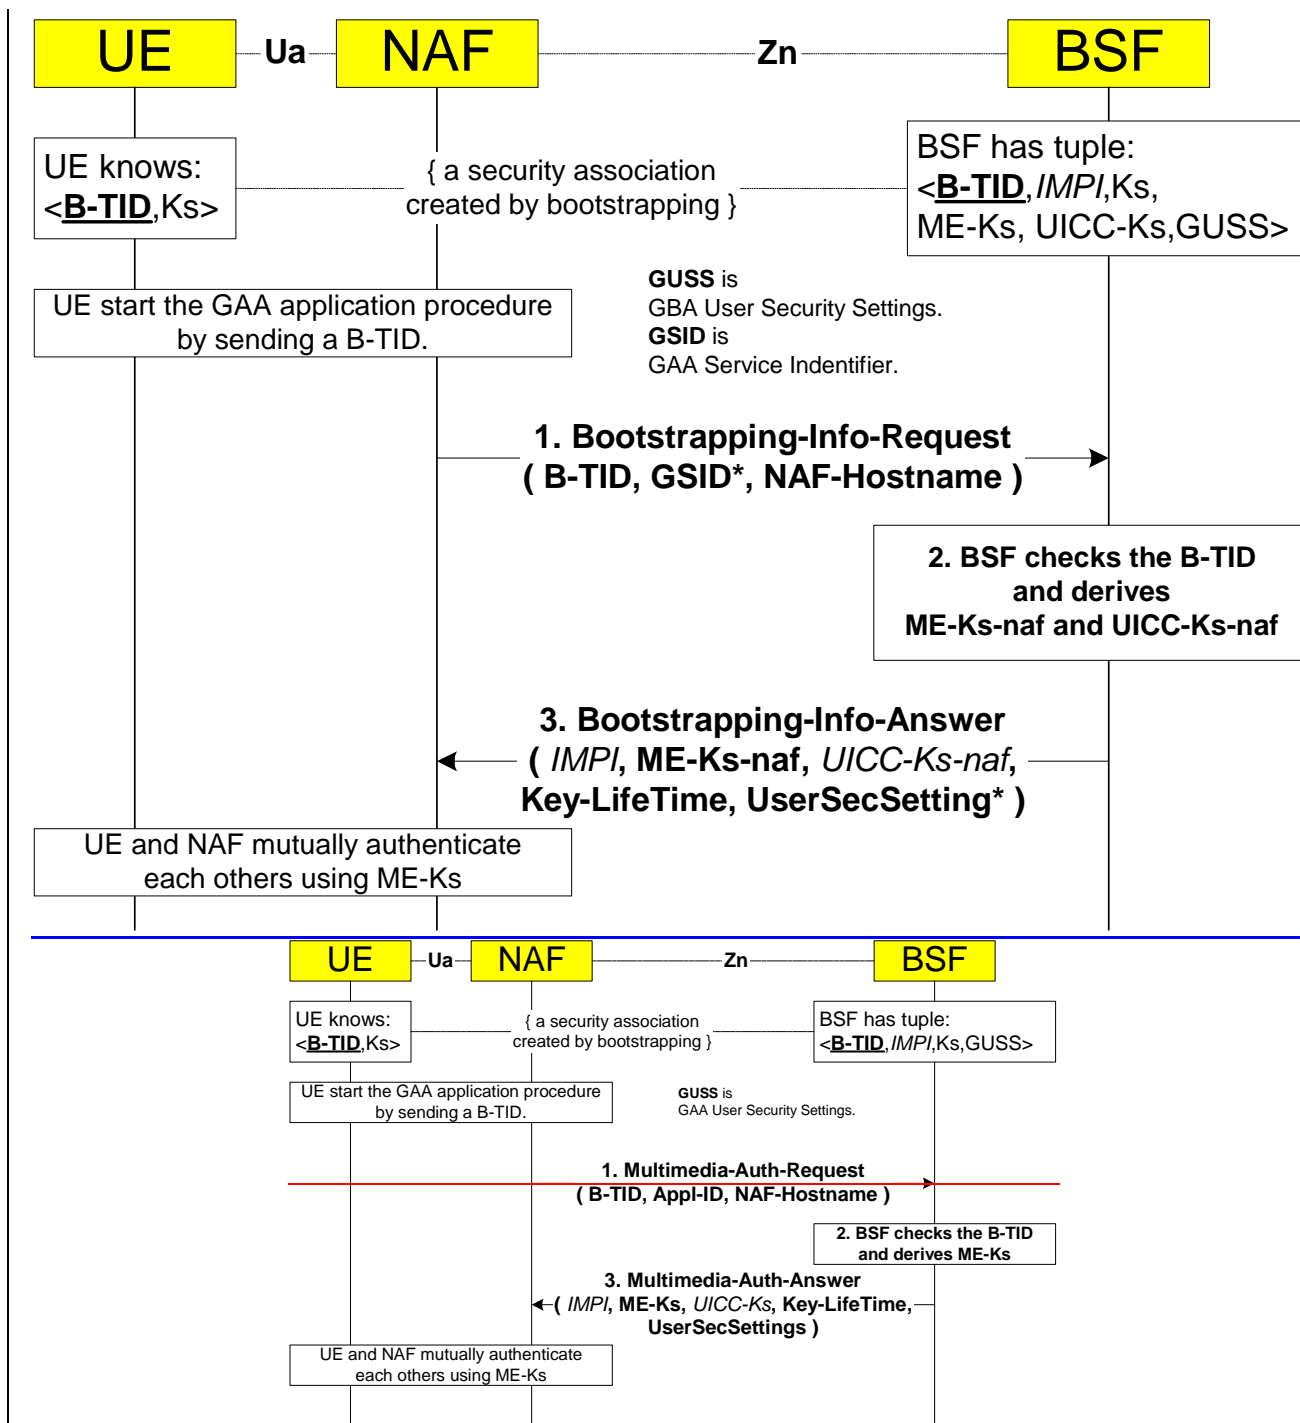 UE Ua NAF Zn BSF
UE knows:
<B-TID,Ks>
{ a security association
created by bootstrapping }
BSF has tuple:
<B-TID,IMPI,Ks,
ME-Ks, UICC-Ks,GUSS>
UE start the GAA application procedure
by sending a B-TID.
GUSS is
GBA User Security Settings.
GSID is
GAA Service Indentifier.
1. Bootstrapping-Info-Request
( B-TID, GSID*, NAF-Hostname )
2. BSF checks the B-TID
and derives
ME-Ks-naf and UICC-Ks-naf
3. Bootstrapping-Info-Answer
( IMPI, ME-Ks-naf, UICC-Ks-naf,
Key-LifeTime, UserSecSetting* )
UE and NAF mutually authenticate
each others using ME-Ks
UE Ua NAF Zn BSF
UE knows:
<B-TID,Ks>
{ a security association
created by bootstrapping }
BSF has tuple:
<B-TID,IMPI,Ks,GUSS>
UE start the GAA application procedure
by sending a B-TID.
GUSS is
GAA User Security Settings.
1. Multimedia-Auth-Request
( B-TID, Appl-ID, NAF-Hostname )
2. BSF checks the B-TID
and derives ME-Ks
3. Multimedia-Auth-Answer
( IMPI, ME-Ks, UICC-Ks, Key-LifeTime,
UserSecSettings )
UE and NAF mutually authenticate
each others using ME-Ks